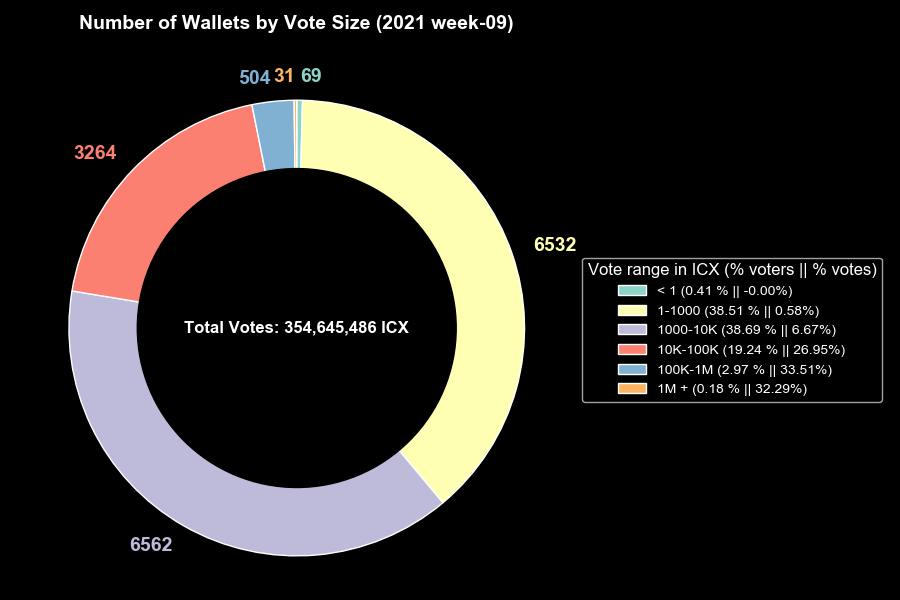 Number of Wallets by Vote Size (2021 week-09)
504 31 69
3264
6532
Vote range in ICX (% voters || % votes)
< 1 (0.41 % || -0.00%)
1-1000 (38.51 % || 0.58%)
1000-10K (38.69 % || 6.67%)
10K-100K (19.24 % || 26.95%)
100K-1M (2.97 % || 33.51%)
1M + (0.18 % || 32.29%)
Total Votes: 354,645,486 ICX
6562